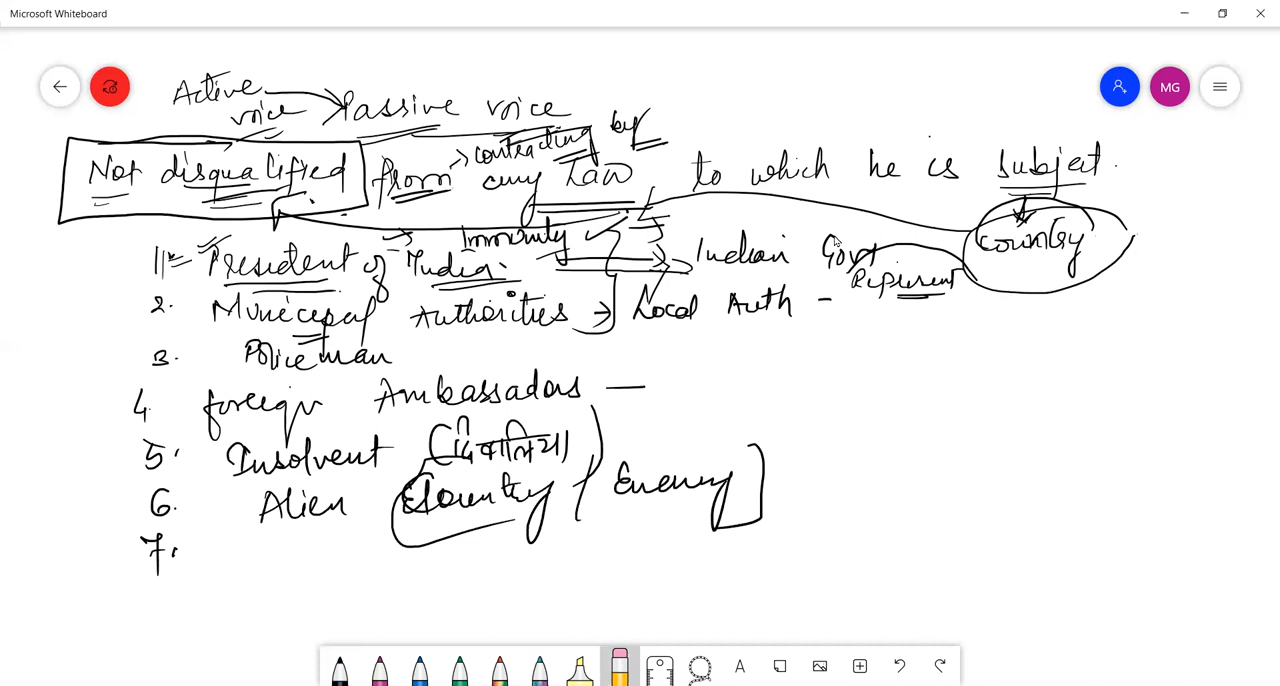 Microsoft Whiteboard
MG
Active voice
Passive voice
Not disqualified from contracting by any Law to which he is subject.
country
1. President of India. Immunity Indian Govt
Represent
2. Municepal Authorities → Local Auth -
3. Policeman
4. foreign Ambassadors —
5. Insolvent (दिवालिया)
6. Alien Country / Enemy
7.
A